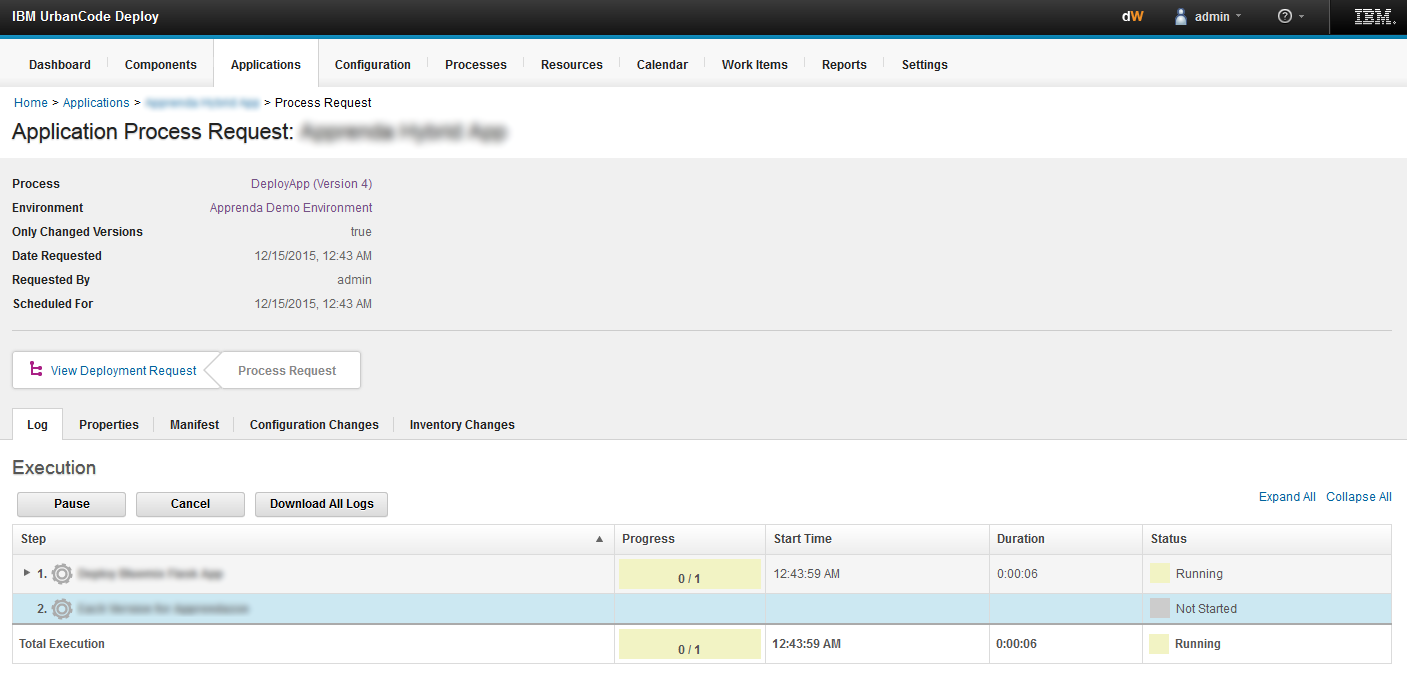 IBM UrbanCode Deploy dW admin ? IBM.
Dashboard Components Applications Configuration Processes Resources Calendar Work Items Reports Settings
Home > Applications > > Process Request
Application Process Request:
Process DeployApp (Version 4)
Environment Apprenda Demo Environment
Only Changed Versions true
Date Requested 12/15/2015, 12:43 AM
Requested By admin
Scheduled For 12/15/2015, 12:43 AM
View Deployment Request Process Request
Log Properties Manifest Configuration Changes Inventory Changes
Execution
Pause Cancel Download All Logs Expand All Collapse All
Step Progress Start Time Duration Status
1. 0 / 1 12:43:59 AM 0:00:06 Running
2. Not Started
Total Execution 0 / 1 12:43:59 AM 0:00:06 Running